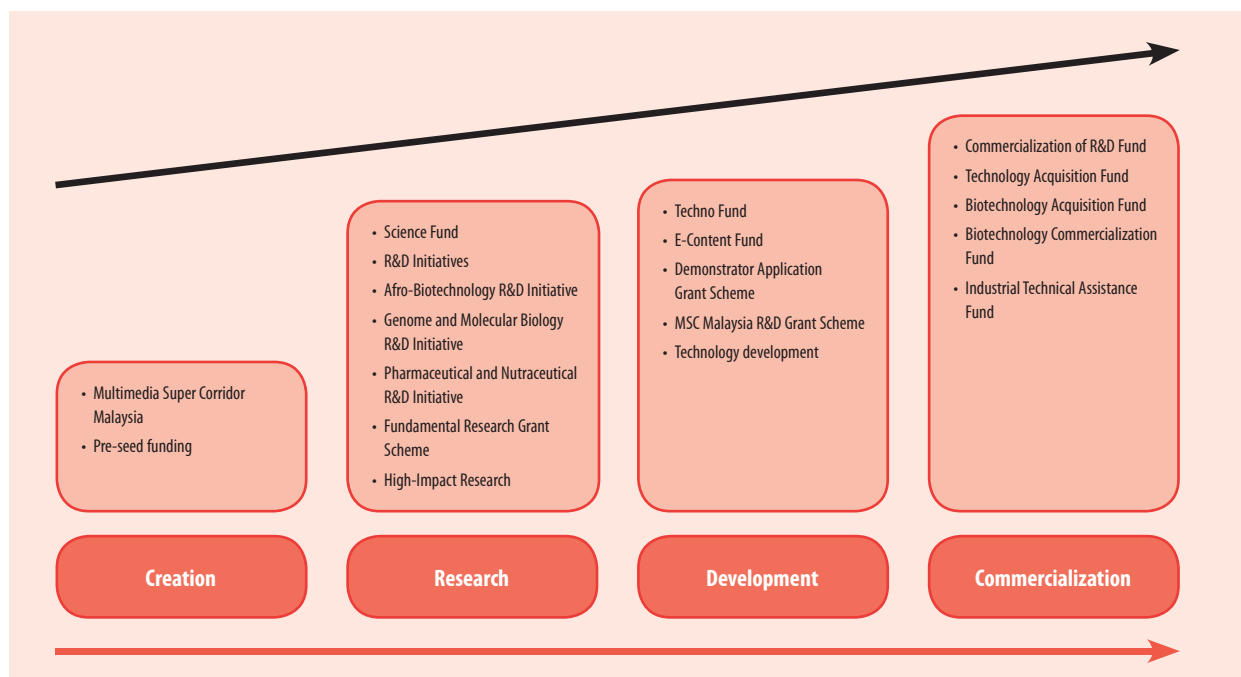 • Multimedia Super Corridor
Malaysia
• Pre-seed funding
Creation
• Science Fund
• R&D Initiatives
• Afro-Biotechnology R&D Initiative
• Genome and Molecular Biology
R&D Initiative
• Pharmaceutical and Nutraceutical
R&D Initiative
• Fundamental Research Grant
Scheme
• High-Impact Research
Research
• Techno Fund
• E-Content Fund
• Demonstrator Application
Grant Scheme
• MSC Malaysia R&D Grant Scheme
• Technology development
Development
• Commercialization of R&D Fund
• Technology Acquisition Fund
• Biotechnology Acquisition Fund
• Biotechnology Commercialization
Fund
• Industrial Technical Assistance
Fund
Commercialization